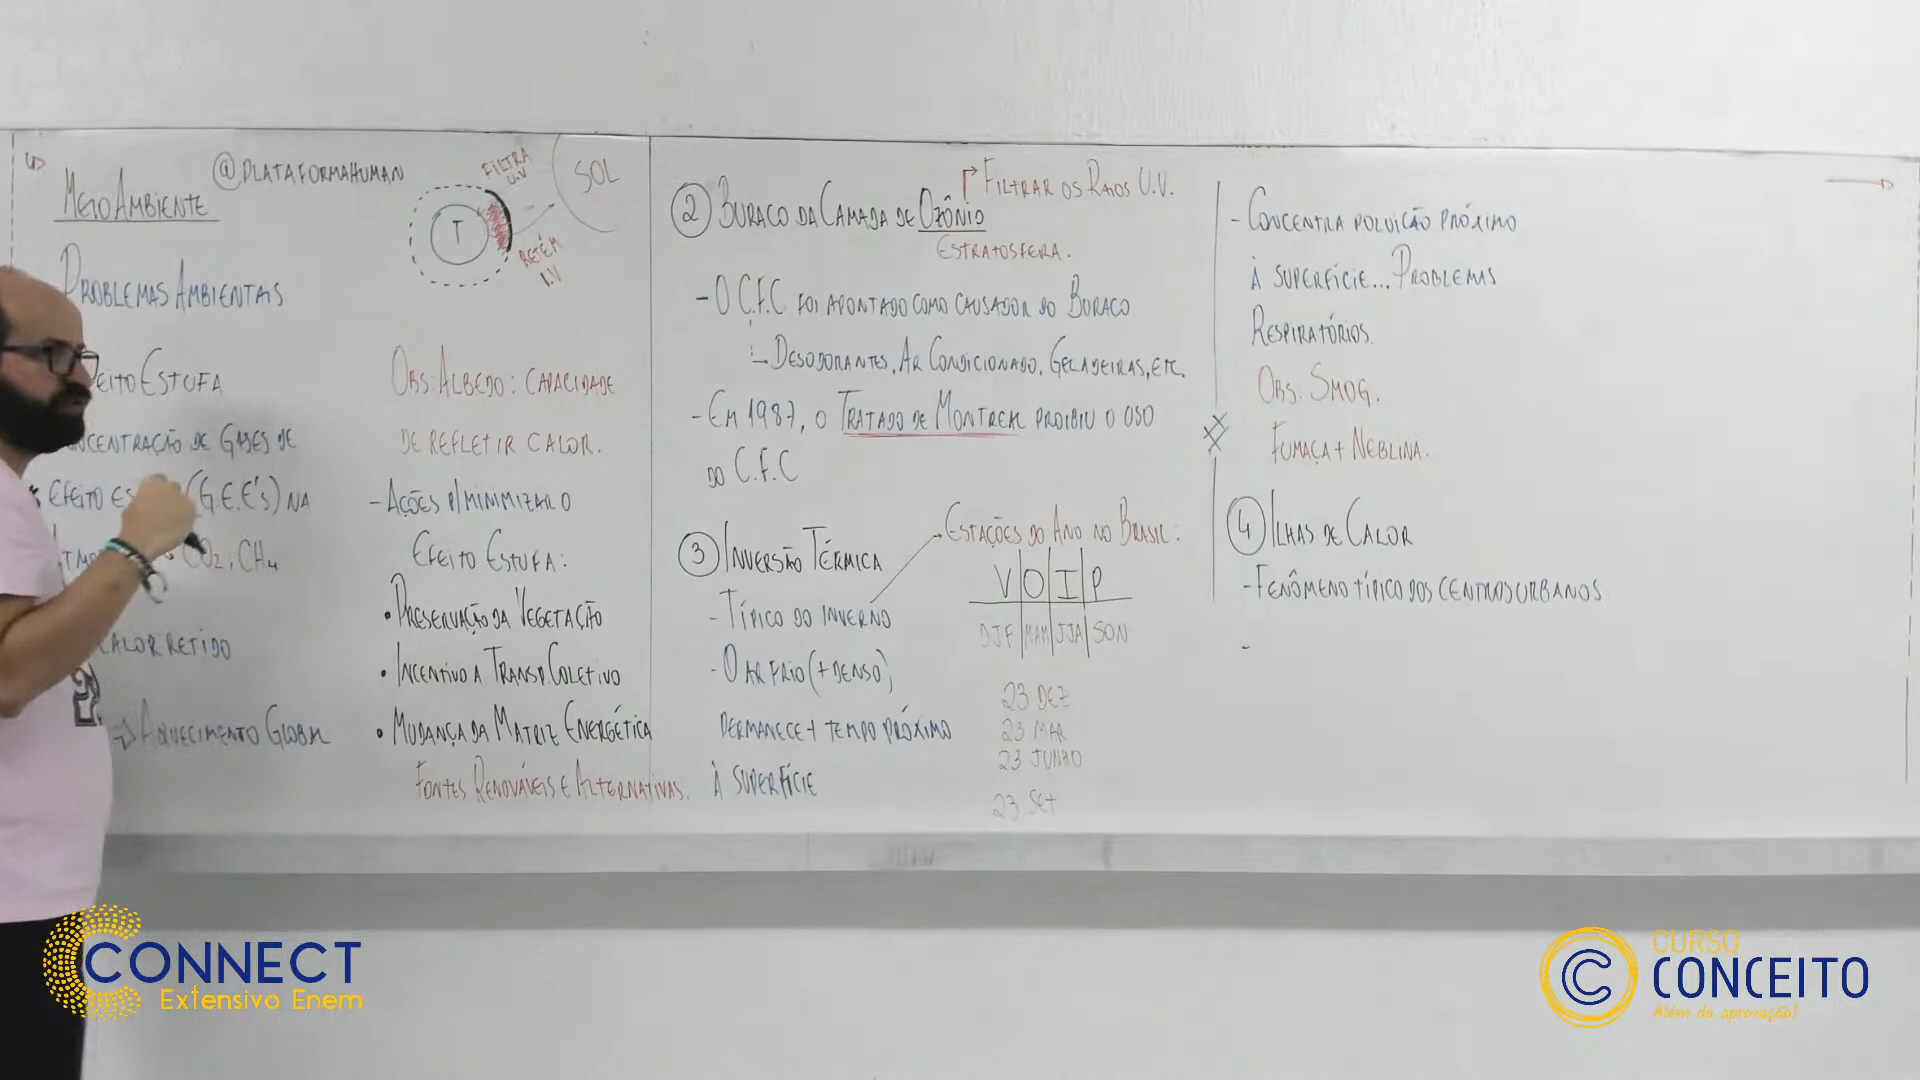 MEIO AMBIENTE
@PLATAFORMAHUMAN
FILTRA
U.V
SOL
T
RETÉM
I.V
PROBLEMAS AMBIENTAIS
EITO ESTUFA
NCENTRAÇÃO DE GASES DE
EFEITO ES (G.E.E'S) NA
CO2, CH4
CALOR RETIDO
→ AQUECIMENTO GLOBAL
OBS: ALBEDO: CAPACIDADE
DE REFLETIR CALOR.
- AÇÕES P/ MINIMIZAR O
EFEITO ESTUFA:
• PRESERVAÇÃO DA VEGETAÇÃO
• INCENTIVO A TRANSP. COLETIVO
• MUDANÇA DA MATRIZ ENERGÉTICA
FONTES RENOVÁVEIS E ALTERNATIVAS.
② BURACO DA CAMADA DE OZÔNIO
FILTRAR OS RAIOS U.V.
ESTRATOSFERA.
- O C.F.C FOI APONTADO COMO CAUSADOR DO BURACO
DESODORANTES, AR CONDICIONADO, GELADEIRAS, ETC.
- EM 1987, O TRATADO DE MONTREAL PROIBIU O USO
DO C.F.C
③ INVERSÃO TÉRMICA
- TÍPICO DO INVERNO
- O AR FRIO (+ DENSO)
PERMANECE + TEMPO PRÓXIMO
À SUPERFÍCIE
ESTAÇÕES DO ANO NO BRASIL:
V O I P
DJF MAM JJA SON
23 DEZ
23 MAR
23 JUNHO
23 SET
- CONCENTRA POLUIÇÃO PRÓXIMO
À SUPERFÍCIE... PROBLEMAS
RESPIRATÓRIOS.
OBS. SMOG.
FUMAÇA + NEBLINA.
④ ILHAS DE CALOR
- FENÔMENO TÍPICO DOS CENTROS URBANOS
-
CONNECT
Extensivo Enem
CURSO
CONCEITO
Além da aprovação!